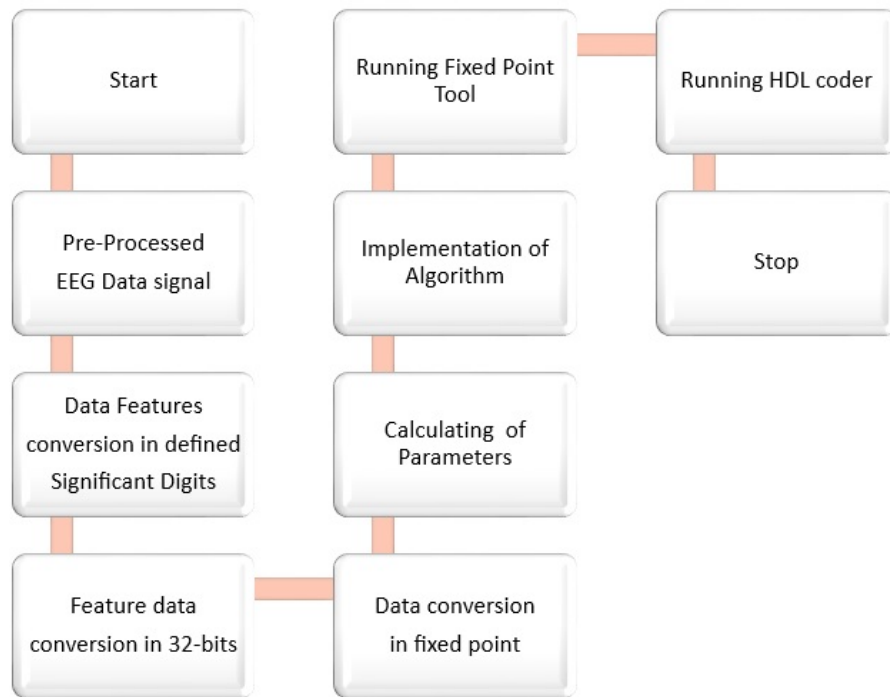 Start
Pre-Processed
EEG Data signal
Data Features
conversion in defined
Significant Digits
Feature data
conversion in 32-bits
Data conversion
in fixed point
Calculating of
Parameters
Implementation of
Algorithm
Running Fixed Point
Tool
Running HDL coder
Stop